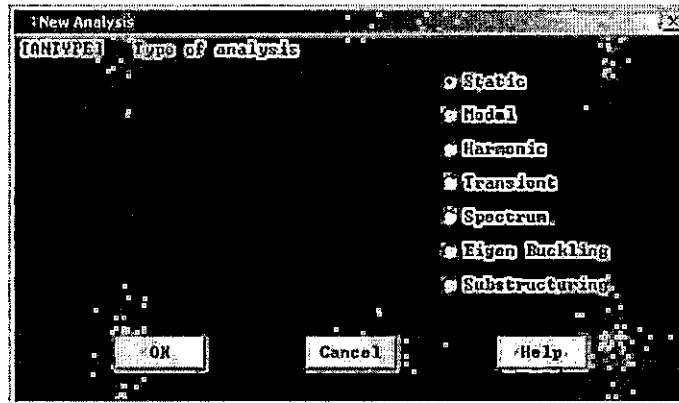 New Analysis
[ANTYPE] Type of analysis
Static
Modal
Harmonic
Transient
Spectrum
Eigen Buckling
Substructuring
OK
Cancel
Help